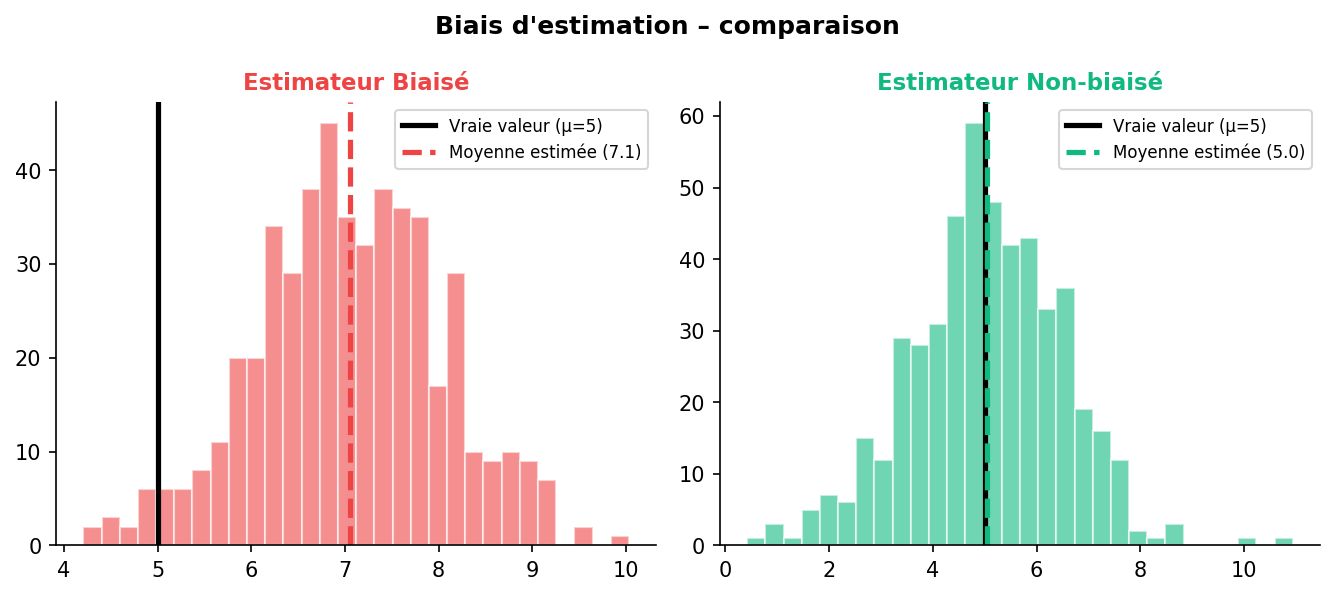 Biais d'estimation – comparaison
Estimateur Biaisé
Vraie valeur (μ=5)
Moyenne estimée (7.1)
40
30
20
10
0
4 5 6 7 8 9 10
Estimateur Non-biaisé
Vraie valeur (μ=5)
Moyenne estimée (5.0)
60
50
40
30
20
10
0
0 2 4 6 8 10